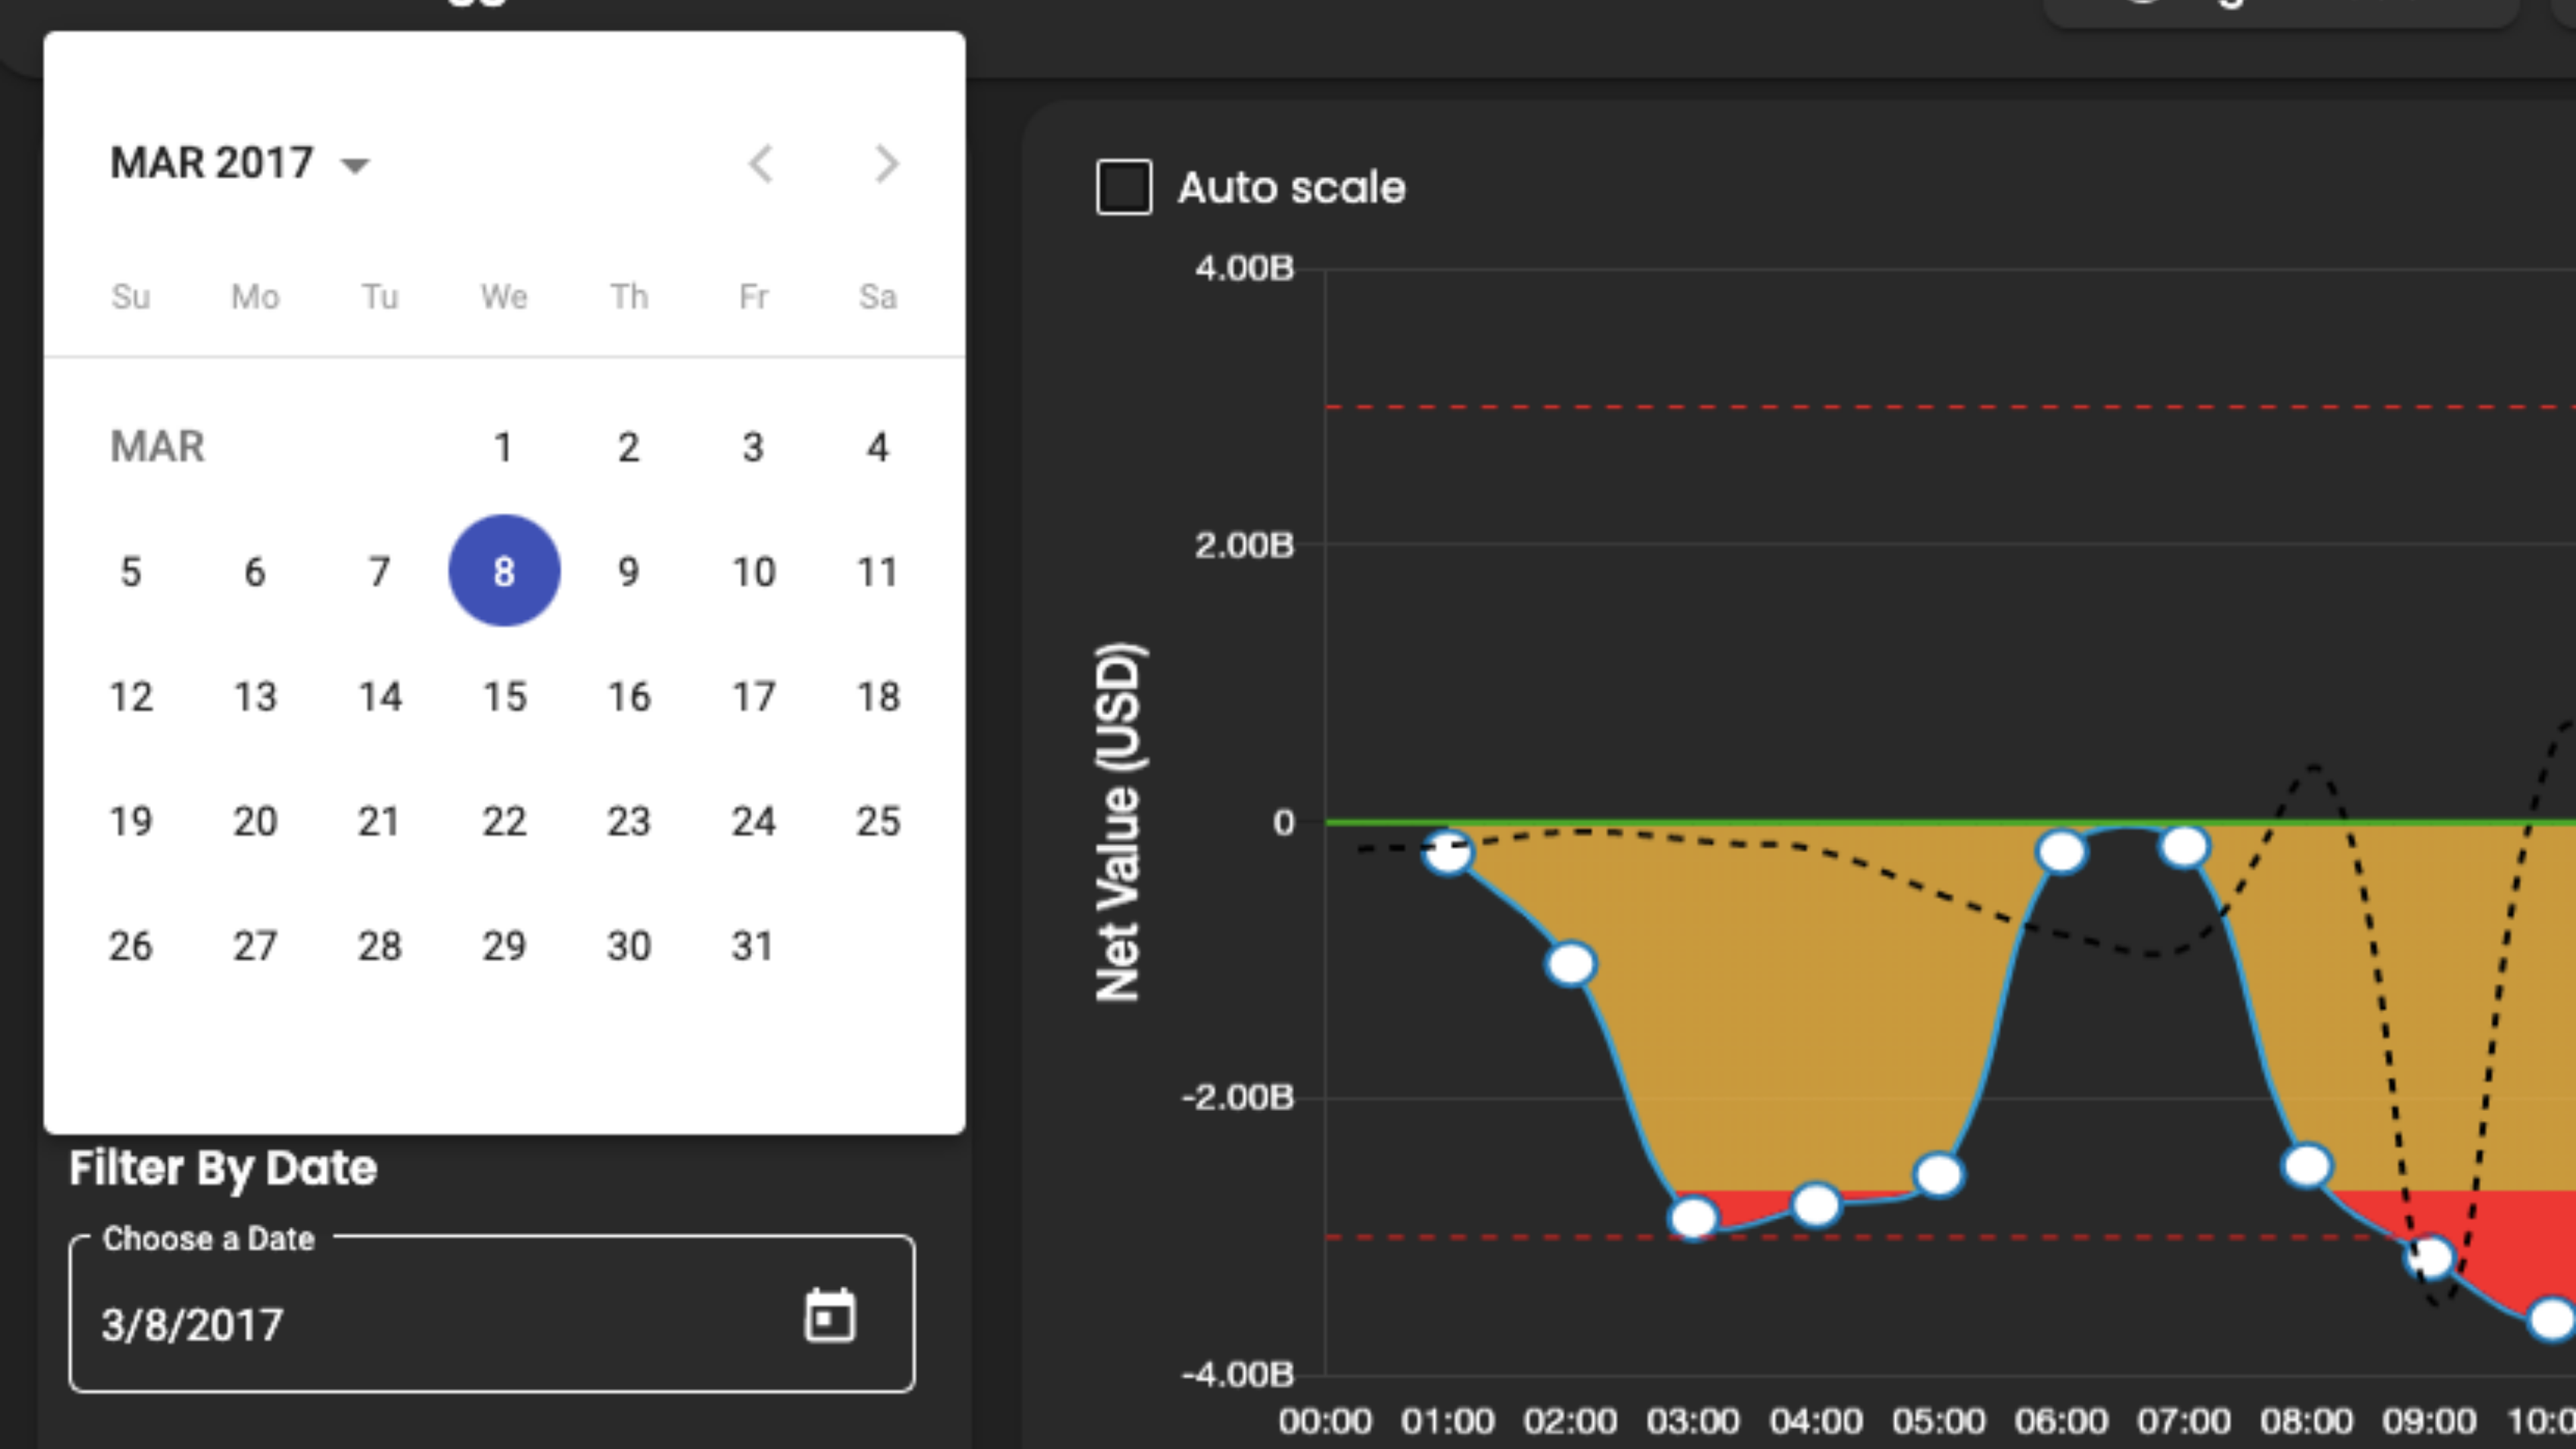 MAR 2017
Su Mo Tu We Th Fr Sa
MAR 1 2 3 4
5 6 7 8 9 10 11
12 13 14 15 16 17 18
19 20 21 22 23 24 25
26 27 28 29 30 31
Filter By Date
Choose a Date
3/8/2017
Auto scale
Net Value (USD)
4.00B
2.00B
0
-2.00B
-4.00B
00:00 01:00 02:00 03:00 04:00 05:00 06:00 07:00 08:00 09:00